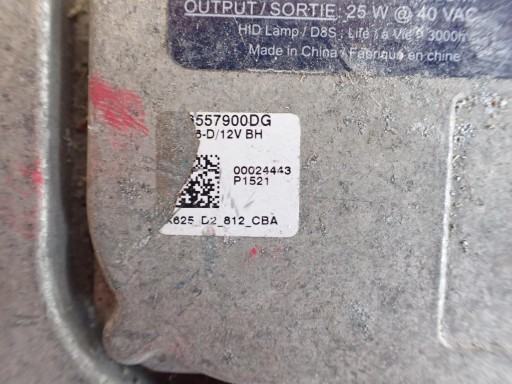 OUTPUT / SORTIE: 25 W @ 40 VAC
HID Lamp / D8S ; Life / à Vie : 3000h
Made in China / Fabriqué en chine
557900DG
-D/12V BH
00024443
P1521
625_D2_812_CBA